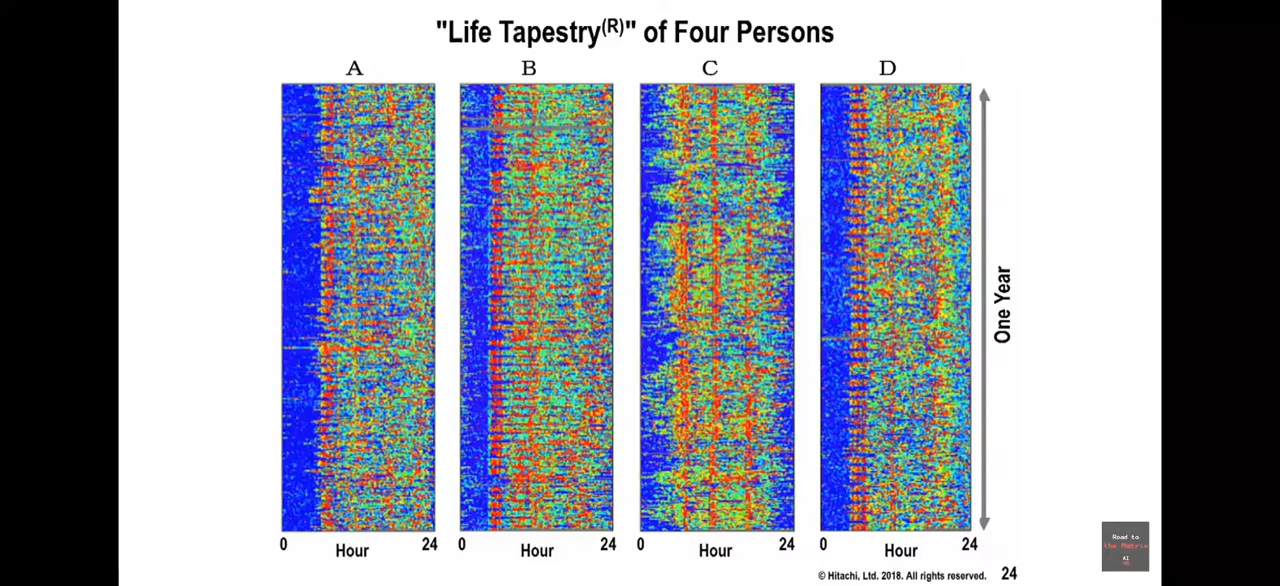 "Life Tapestry(R)" of Four Persons
A B C D
One Year
0 24 0 24 0 24 0 24
Hour Hour Hour Hour
© Hitachi, Ltd. 2018. All rights reserved. 24
Road to
the Matrix
AI